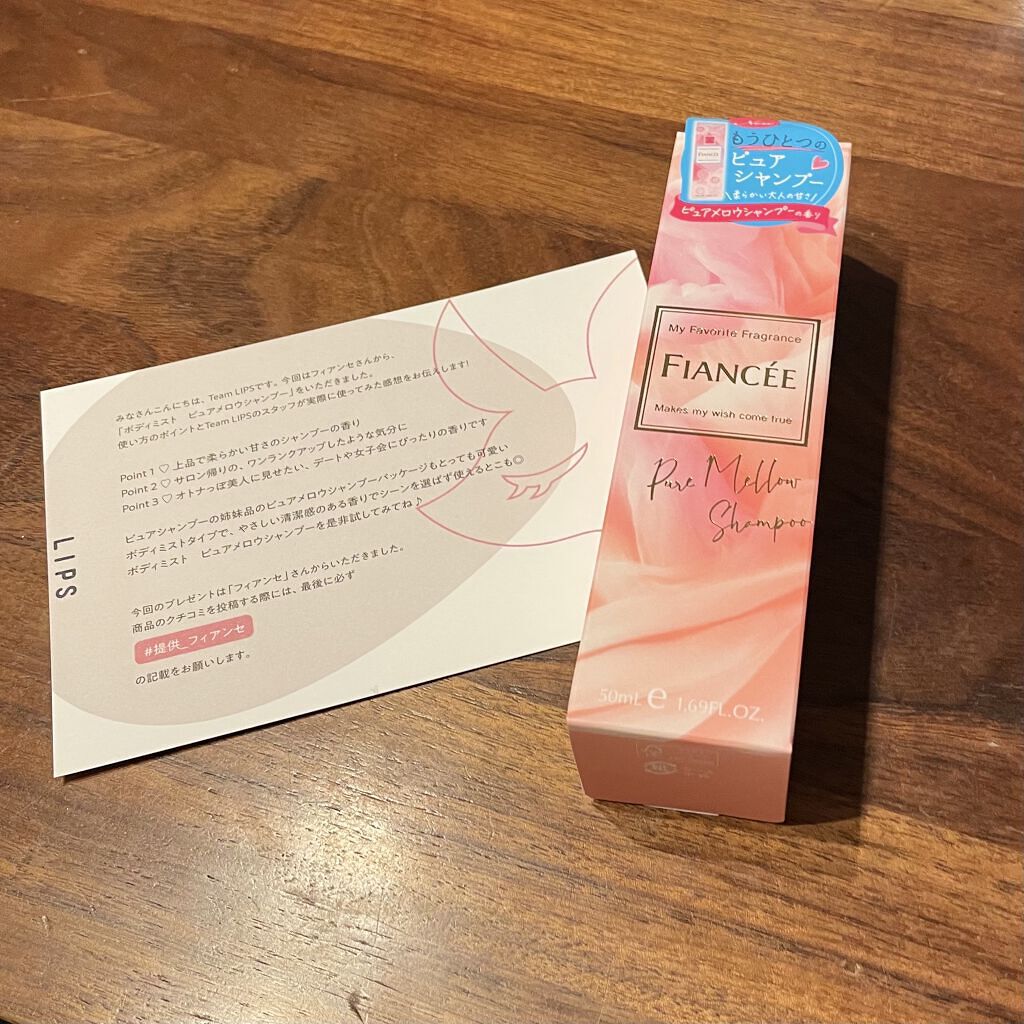 みなさんこんにちは、Team LIPSです。今回はフィアンセさんから、
「ボディミスト　ピュアメロウシャンプー」をいただきました。
使い方のポイントとTeam LIPSのスタッフが実際に使ってみた感想をお伝えします!
Point 1 ♡ 上品で柔らかい甘さのシャンプーの香り
Point 2 ♡ サロン帰りの、ワンランクアップしたような気分に
Point 3 ♡ オトナっぽ美人に見せたい、デートや女子会にぴったりの香りです
ピュアシャンプーの姉妹品のピュアメロウシャンプーパッケージもとっても可愛い
ボディミストタイプで、やさしい清潔感のある香りでシーンを選ばず使えるとこも◎
ボディミスト　ピュアメロウシャンプーを是非試してみてね♪
今回のプレゼントは「フィアンセ」さんからいただきました。
商品のクチコミを投稿する際には、最後に必ず
#提供_フィアンセ
の記載をお願いします。
LIPS
もうひとつの
ピュア
シャンプー
柔らかい大人の甘さ
ピュアメロウシャンプーの香り
My Favorite Fragrance
FIANCÉE
Makes my wish come true
Pure Mellow
Shampoo
50mL ℮ 1.69FL.OZ.